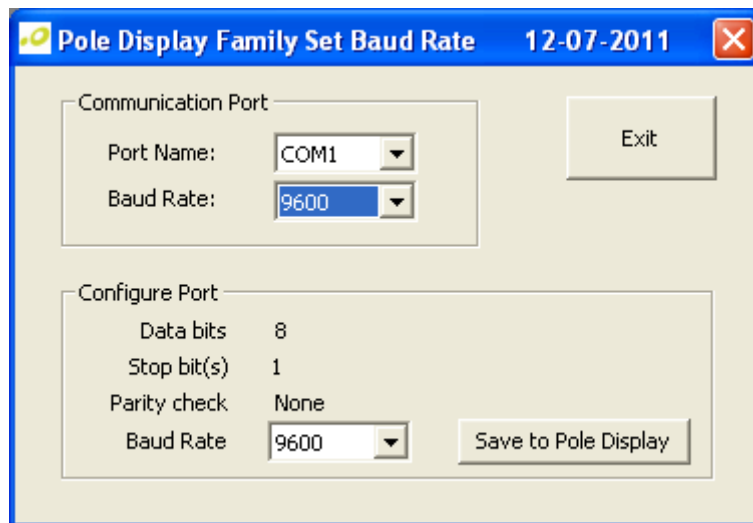 Pole Display Family Set Baud Rate 12-07-2011
Communication Port
Port Name: COM1
Baud Rate: 9600
Exit
Configure Port
Data bits 8
Stop bit(s) 1
Parity check None
Baud Rate 9600
Save to Pole Display